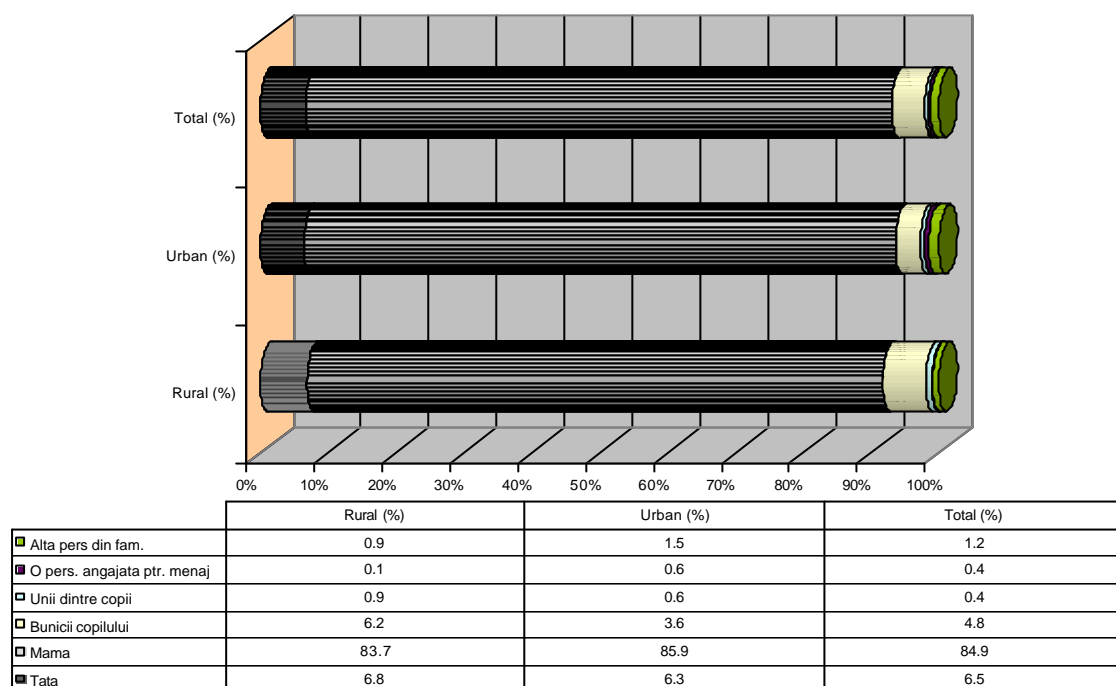 Total (%)
Urban (%)
Rural (%)
0% 10% 20% 30% 40% 50% 60% 70% 80% 90% 100%
Rural (%) Urban (%) Total (%)
Alta pers din fam. 0.9 1.5 1.2
O pers. angajata ptr. menaj 0.1 0.6 0.4
Unii dintre copii 0.9 0.6 0.4
Bunicii copilului 6.2 3.6 4.8
Mama 83.7 85.9 84.9
Tata 6.8 6.3 6.5